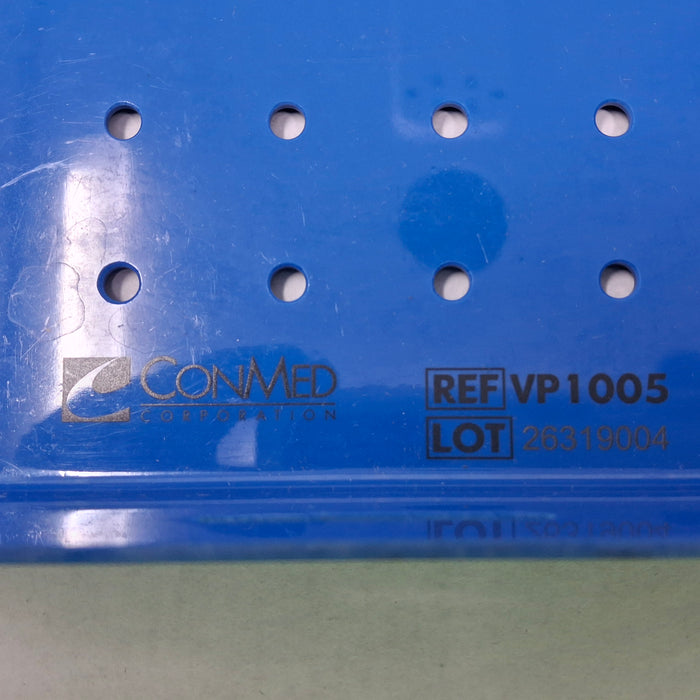 CONMED
CORPORATION
REF VP1005
LOT 26319004